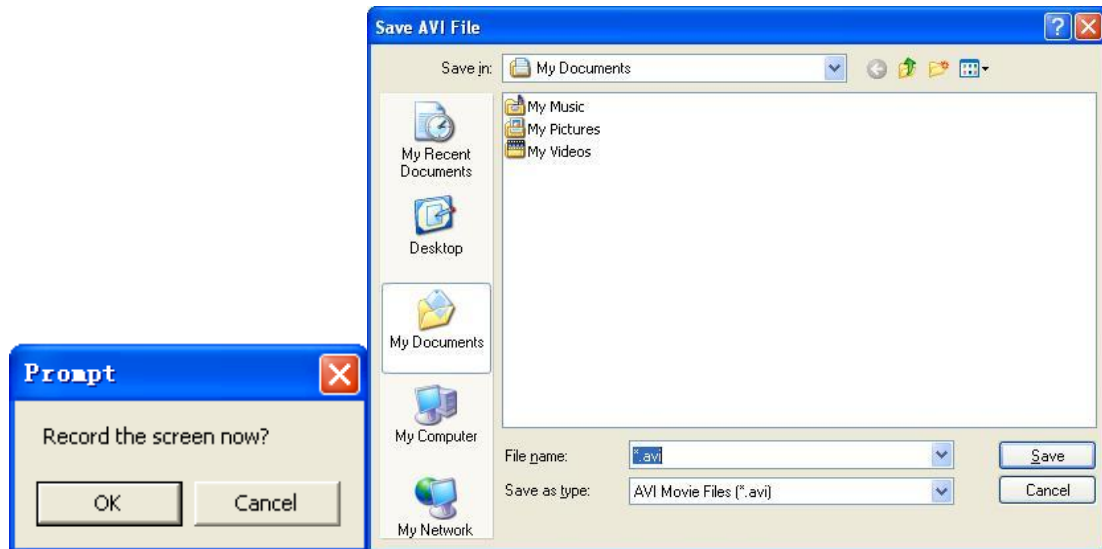 Save AVI File
Save in: My Documents
My Music
My Pictures
My Videos
My Recent
Documents
Desktop
My Documents
My Computer
My Network
File name: *.avi Save
Save as type: AVI Movie Files (*.avi) Cancel
Prompt
Record the screen now?
OK Cancel